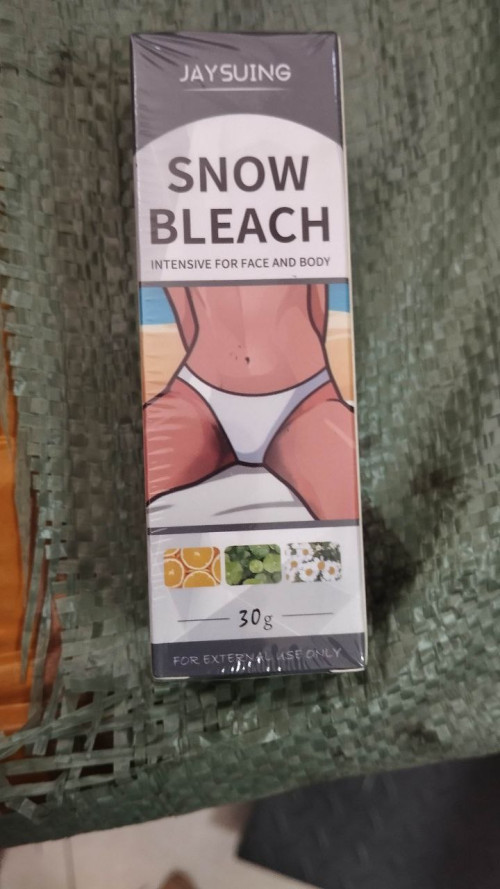 JAYSUING
SNOW
BLEACH
INTENSIVE FOR FACE AND BODY
30g
FOR EXTERNAL USE ONLY